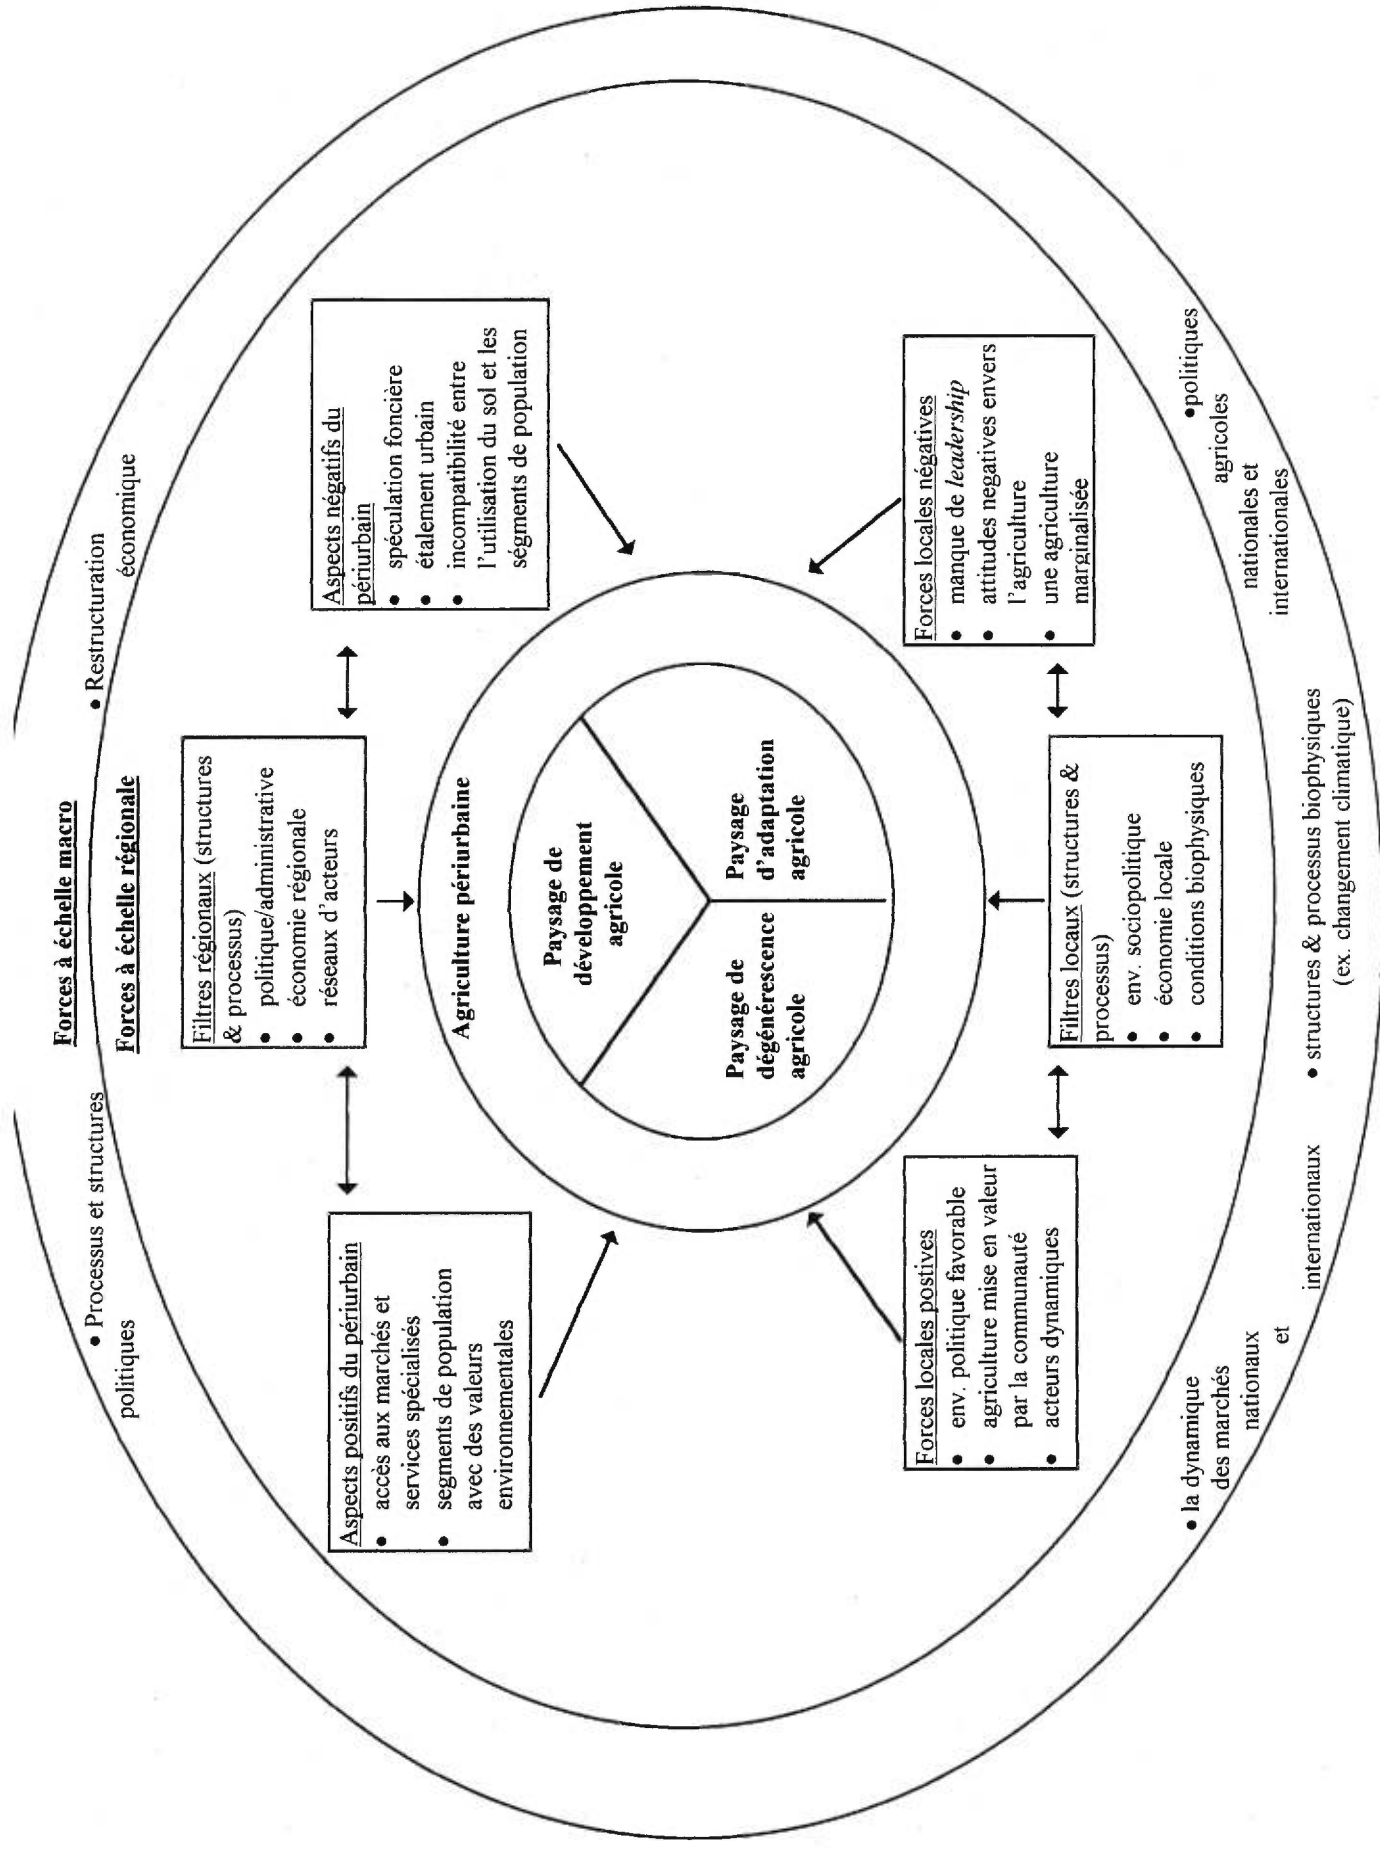 Forces à échelle macro
• Processus et structures
politiques
• Restructuration
économique
Forces à échelle régionale
Filtres régionaux (structures
& processus)
• politique/administrative
• économie régionale
• réseaux d'acteurs
Aspects positifs du périurbain
• accès aux marchés et
services spécialisés
• segments de population
avec des valeurs
environnementales
Aspects négatifs du
périurbain
• spéculation foncière
• étalement urbain
• incompatibilité entre
l'utilisation du sol et les
ségments de population
Agriculture périurbaine
Paysage de
développement
agricole
Paysage de
dégénérescence
agricole
Paysage
d'adaptation
agricole
Forces locales postives
• env. politique favorable
• agriculture mise en valeur
par la communauté
• acteurs dynamiques
Filtres locaux (structures &
processus)
• env. sociopolitique
• économie locale
• conditions biophysiques
Forces locales négatives
• manque de leadership
• attitudes negatives envers
l'agriculture
• une agriculture
marginalisée
• la dynamique
des marchés
nationaux
et
internationaux
• structures & processus biophysiques
(ex. changement climatique)
•politiques
agricoles
nationales et
internationales